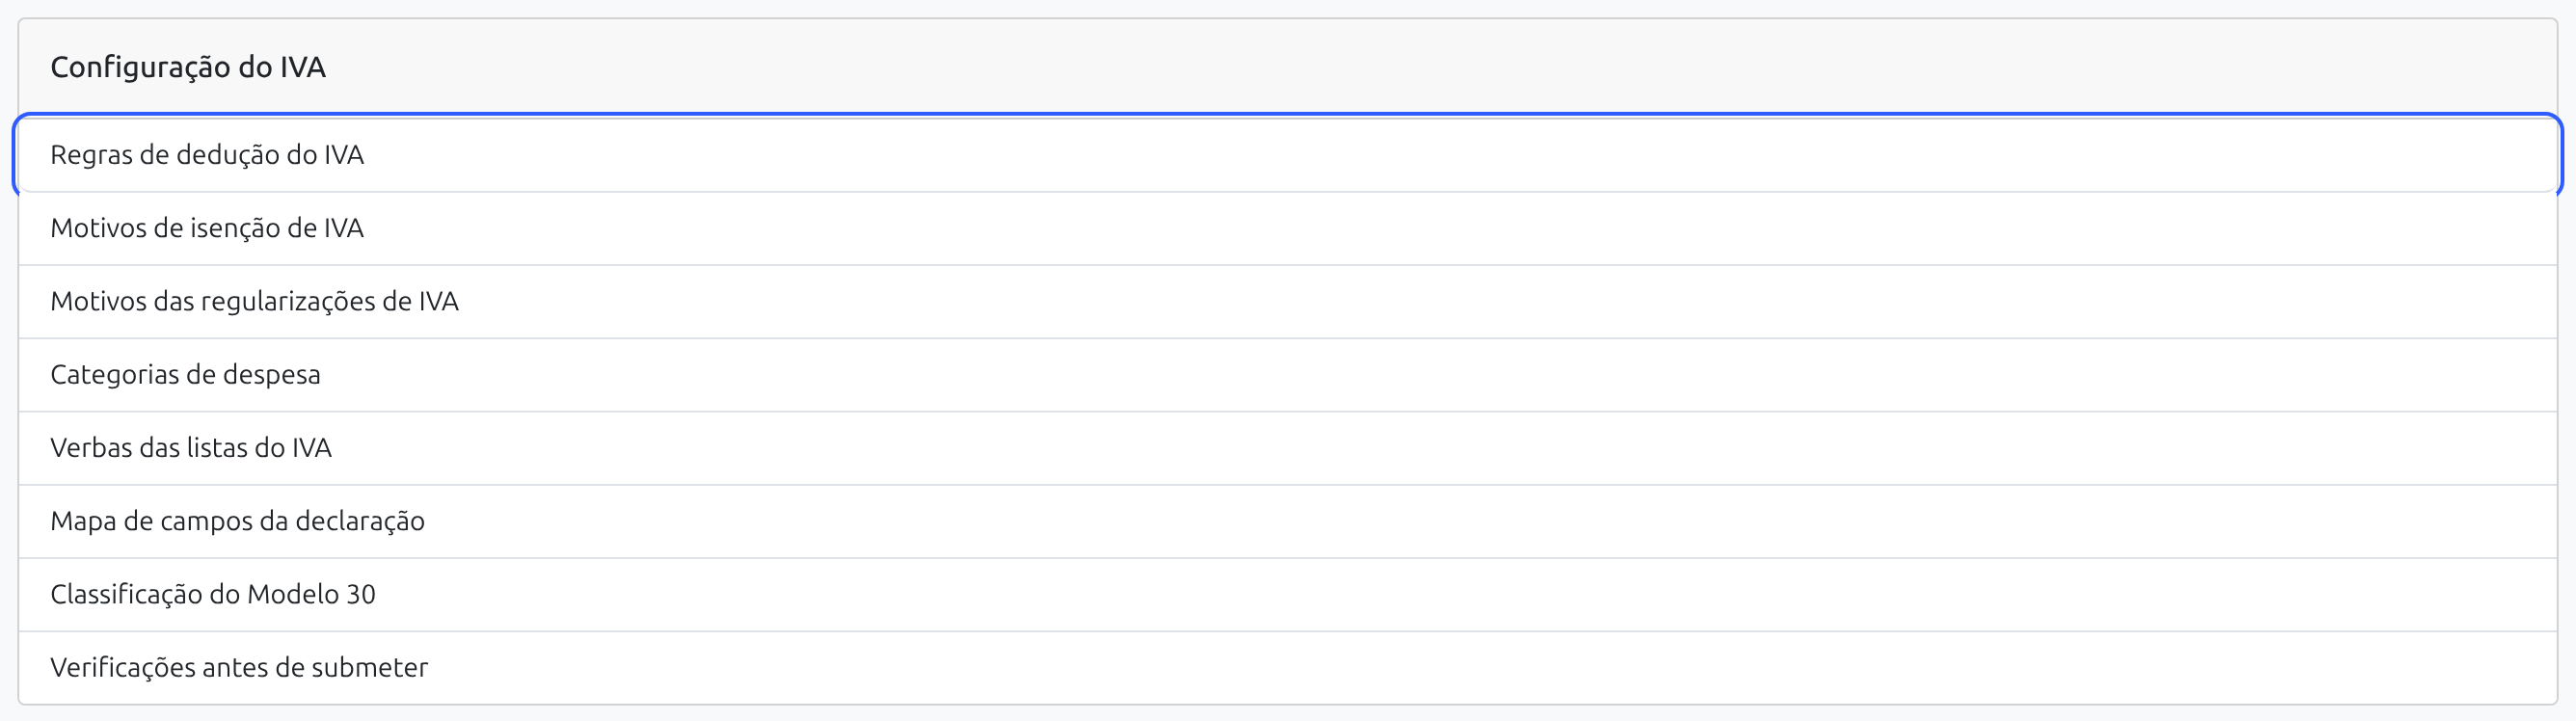 Configuração do IVA
Regras de dedução do IVA
Motivos de isenção de IVA
Motivos das regularizações de IVA
Categorias de despesa
Verbas das listas do IVA
Mapa de campos da declaração
Classificação do Modelo 30
Verificações antes de submeter